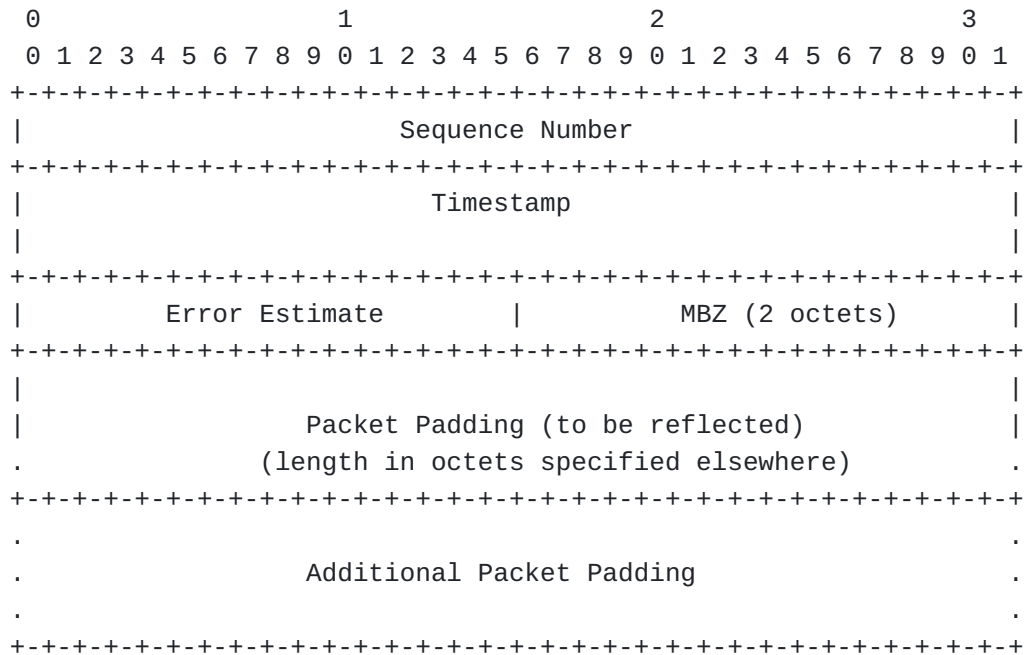 0                   1                   2                   3
 0 1 2 3 4 5 6 7 8 9 0 1 2 3 4 5 6 7 8 9 0 1 2 3 4 5 6 7 8 9 0 1
+-+-+-+-+-+-+-+-+-+-+-+-+-+-+-+-+-+-+-+-+-+-+-+-+-+-+-+-+-+-+-+-+
|                        Sequence Number                        |
+-+-+-+-+-+-+-+-+-+-+-+-+-+-+-+-+-+-+-+-+-+-+-+-+-+-+-+-+-+-+-+-+
|                          Timestamp                            |
|                                                               |
+-+-+-+-+-+-+-+-+-+-+-+-+-+-+-+-+-+-+-+-+-+-+-+-+-+-+-+-+-+-+-+-+
|         Error Estimate        |          MBZ (2 octets)       |
+-+-+-+-+-+-+-+-+-+-+-+-+-+-+-+-+-+-+-+-+-+-+-+-+-+-+-+-+-+-+-+-+
|                                                               |
|                  Packet Padding (to be reflected)             |
.               (length in octets specified elsewhere)          .
+-+-+-+-+-+-+-+-+-+-+-+-+-+-+-+-+-+-+-+-+-+-+-+-+-+-+-+-+-+-+-+-+
.                                                               .
.                  Additional Packet Padding                    .
.                                                               .
+-+-+-+-+-+-+-+-+-+-+-+-+-+-+-+-+-+-+-+-+-+-+-+-+-+-+-+-+-+-+-+-+